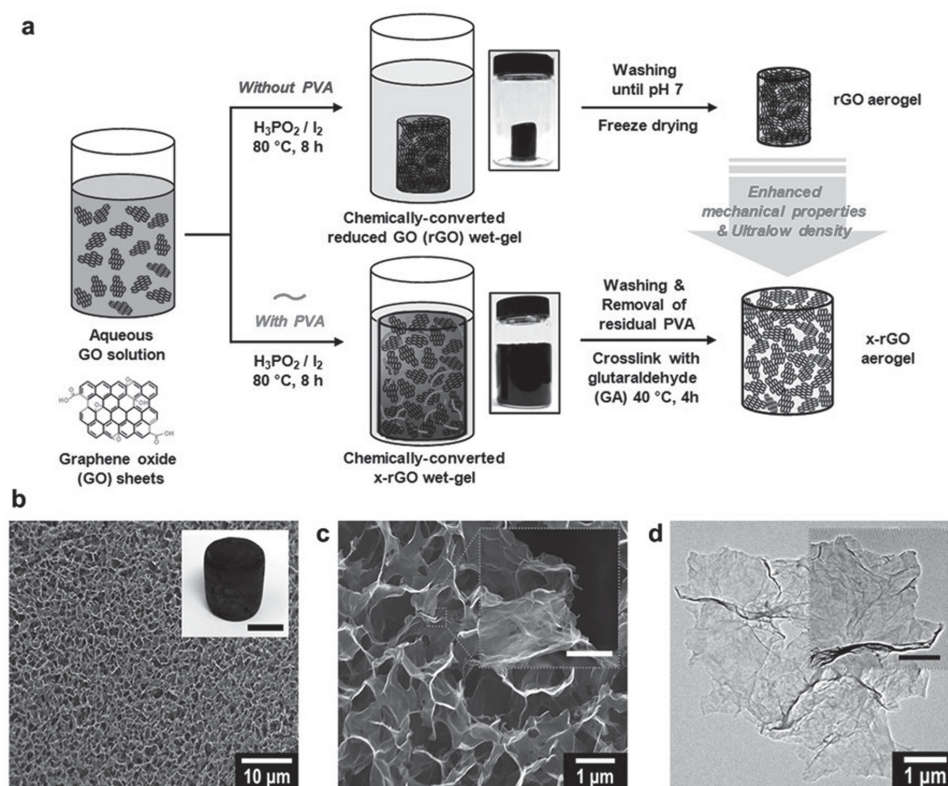 a
Without PVA
H₃PO₂ / I₂
80 °C, 8 h
Washing
until pH 7
Freeze drying
rGO aerogel
Chemically-converted
reduced GO (rGO) wet-gel
Enhanced
mechanical properties
& Ultralow density
Aqueous
GO solution
With PVA
H₃PO₂ / I₂
80 °C, 8 h
Washing &
Removal of
residual PVA
Crosslink with
glutaraldehyde
(GA) 40 °C, 4h
x-rGO
aerogel
HO
O
O
OH
O
O
OH
O
Graphene oxide
(GO) sheets
Chemically-converted
x-rGO wet-gel
b
10 µm
c
1 µm
d
1 µm